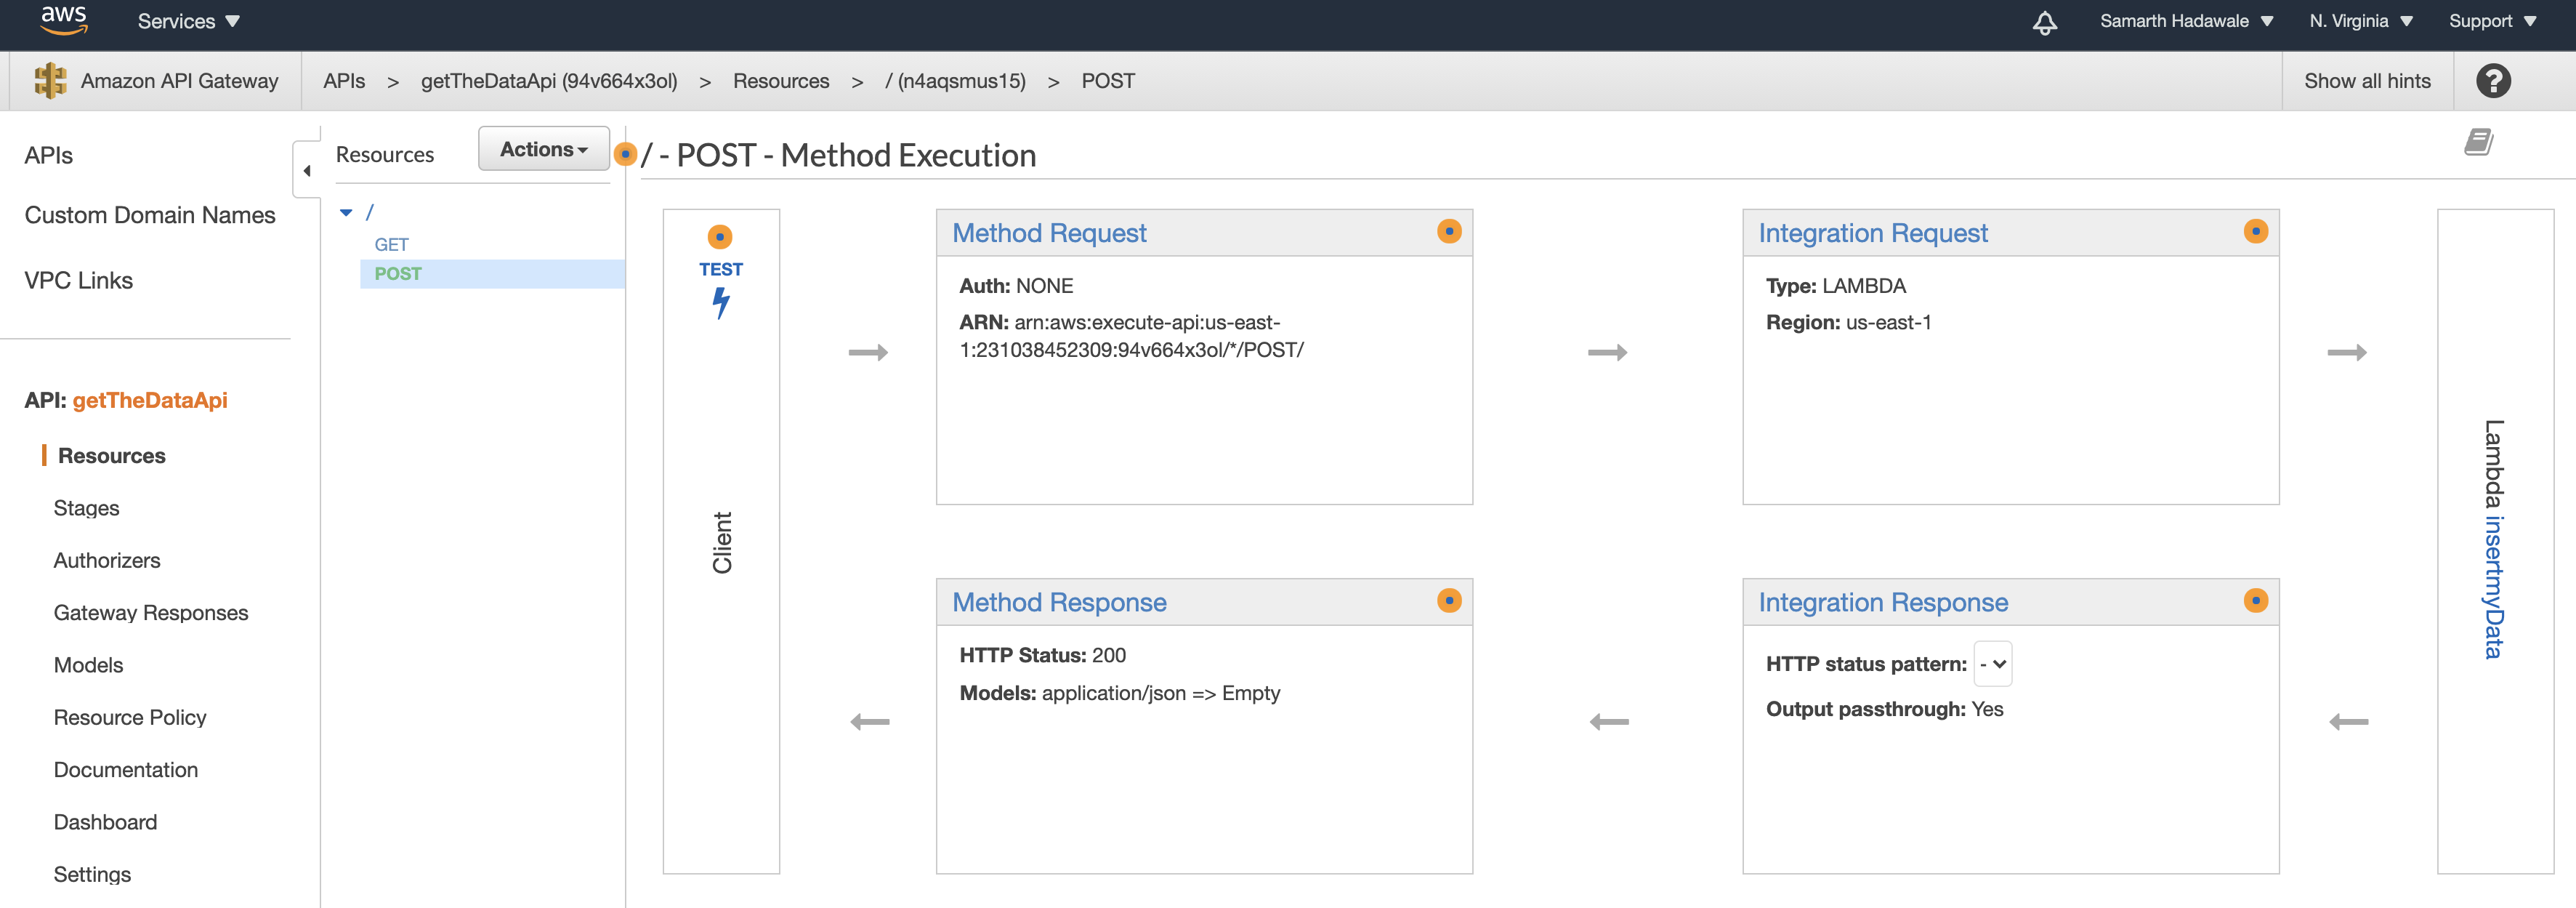 aws
Services
Samarth Hadawale
N. Virginia
Support
Amazon API Gateway
APIs > getTheDataApi (94v664x3ol) > Resources > / (n4aqsmus15) > POST
Show all hints
?
APIs
Custom Domain Names
VPC Links
API: getTheDataApi
Resources
Stages
Authorizers
Gateway Responses
Models
Resource Policy
Documentation
Dashboard
Settings
Resources
Actions
/
GET
POST
/ - POST - Method Execution
TEST
Client
Method Request
Auth: NONE
ARN: arn:aws:execute-api:us-east-
1:231038452309:94v664x3ol/*/POST/
Integration Request
Type: LAMBDA
Region: us-east-1
Method Response
HTTP Status: 200
Models: application/json => Empty
Integration Response
HTTP status pattern: -
Output passthrough: Yes
Lambda insertmyData